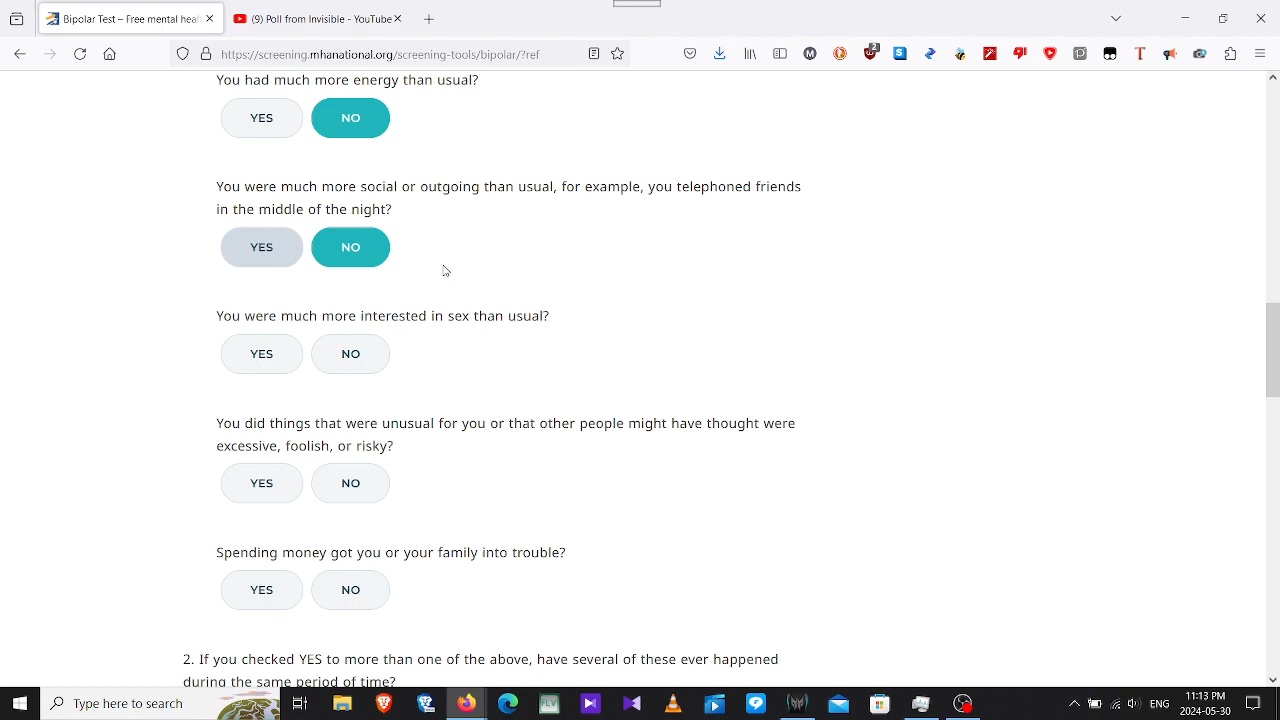 Bipolar Test – Free mental heal
(9) Poll from Invisible - YouTube
https://screening.mhanational.org/screening-tools/bipolar/?ref
2
You had much more energy than usual?
YES NO
You were much more social or outgoing than usual, for example, you telephoned friends
in the middle of the night?
YES NO
You were much more interested in sex than usual?
YES NO
You did things that were unusual for you or that other people might have thought were
excessive, foolish, or risky?
YES NO
Spending money got you or your family into trouble?
YES NO
2. If you checked YES to more than one of the above, have several of these ever happened
during the same period of time?
Type here to search
FLV
ENG
11:13 PM
2024-05-30